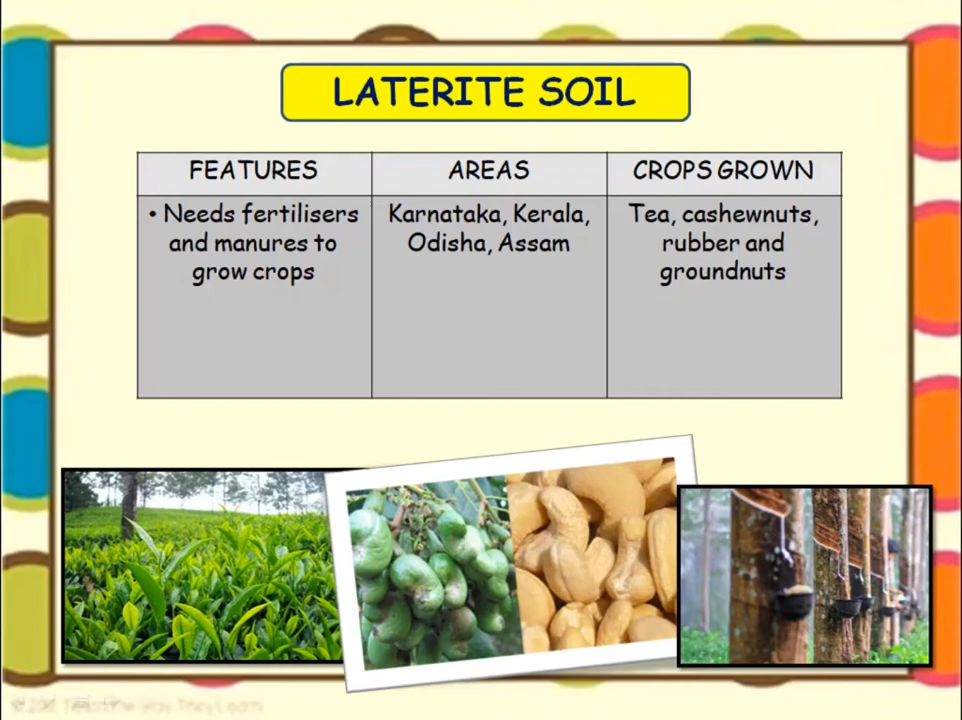 LATERITE SOIL
FEATURES
AREAS
CROPS GROWN
• Needs fertilisers
and manures to
grow crops
Karnataka, Kerala,
Odisha, Assam
Tea, cashewnuts,
rubber and
groundnuts